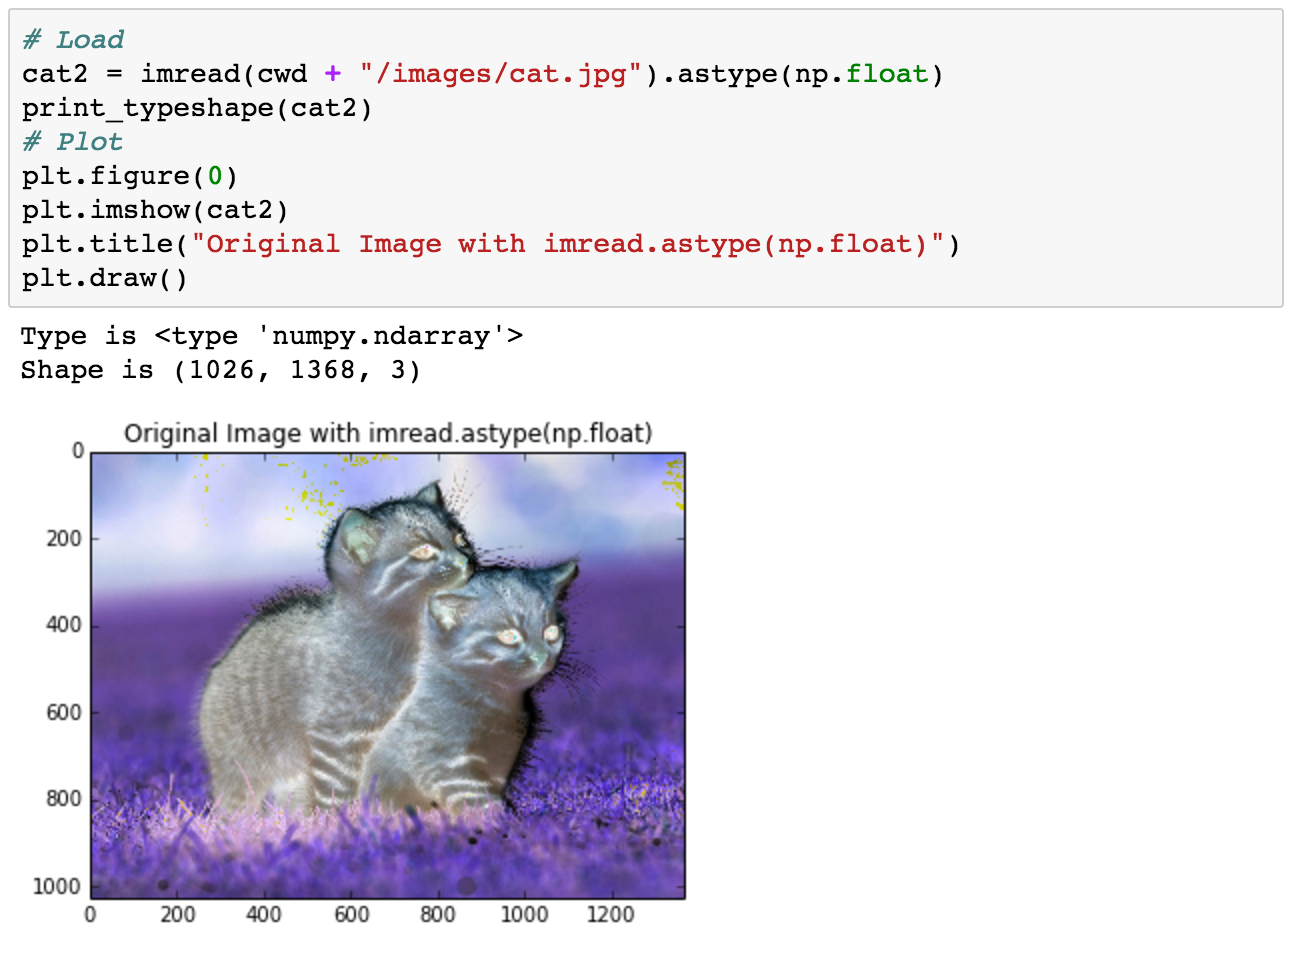 # Load
cat2 = imread(cwd + "/images/cat.jpg").astype(np.float)
print_typeshape(cat2)
# Plot
plt.figure(0)
plt.imshow(cat2)
plt.title("Original Image with imread.astype(np.float)")
plt.draw()
Type is <type 'numpy.ndarray'>
Shape is (1026, 1368, 3)
Original Image with imread.astype(np.float)
0
200
400
600
800
1000
0 200 400 600 800 1000 1200